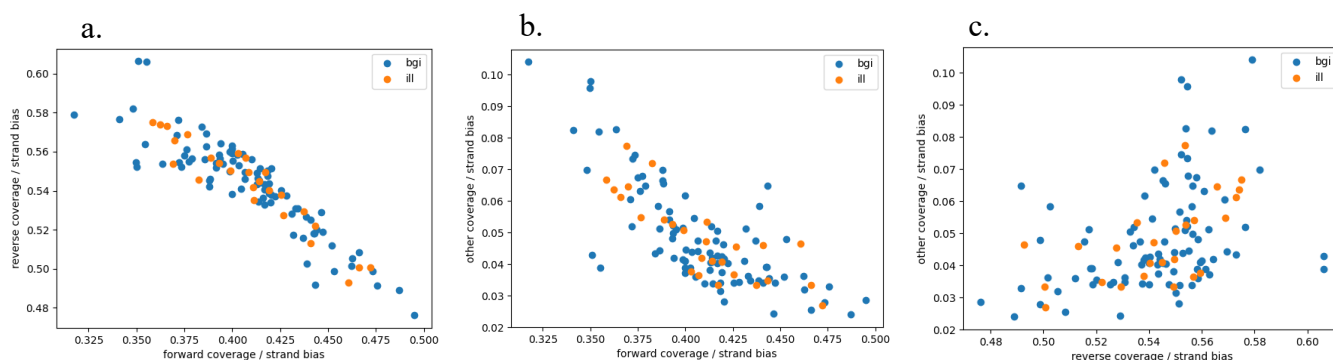 a.
bgi
ill
0.60
0.58
0.56
0.54
0.52
0.50
0.48
reverse coverage / strand bias
0.325 0.350 0.375 0.400 0.425 0.450 0.475 0.500
forward coverage / strand bias
b.
bgi
ill
0.10
0.09
0.08
0.07
0.06
0.05
0.04
0.03
0.02
other coverage / strand bias
0.325 0.350 0.375 0.400 0.425 0.450 0.475 0.500
forward coverage / strand bias
c.
bgi
ill
0.10
0.09
0.08
0.07
0.06
0.05
0.04
0.03
0.02
other coverage / strand bias
0.48 0.50 0.52 0.54 0.56 0.58 0.60
reverse coverage / strand bias